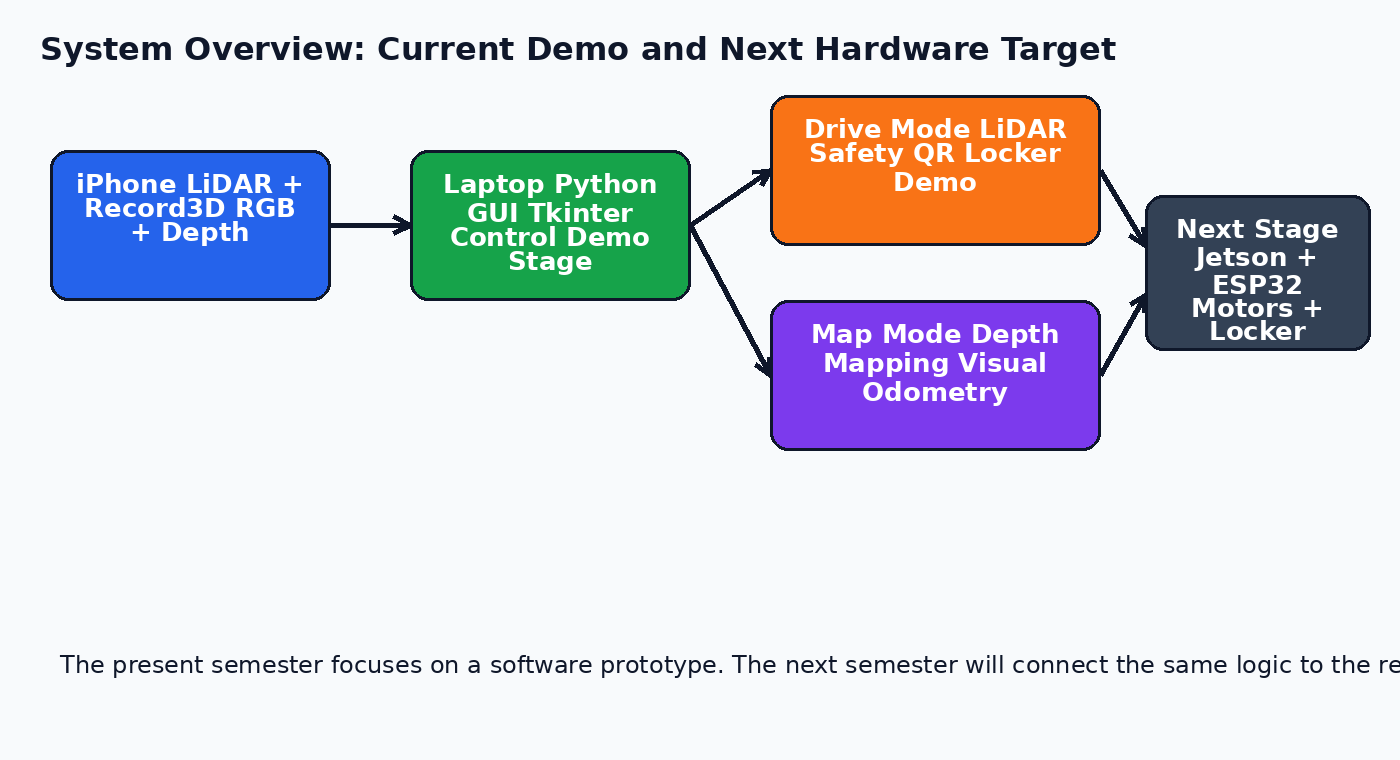 System Overview: Current Demo and Next Hardware Target
iPhone LiDAR +
Record3D RGB
+ Depth
Laptop Python
GUI Tkinter
Control Demo
Stage
Drive Mode LiDAR
Safety QR Locker
Demo
Map Mode Depth
Mapping Visual
Odometry
Next Stage
Jetson +
ESP32
Motors +
Locker
The present semester focuses on a software prototype. The next semester will connect the same logic to the